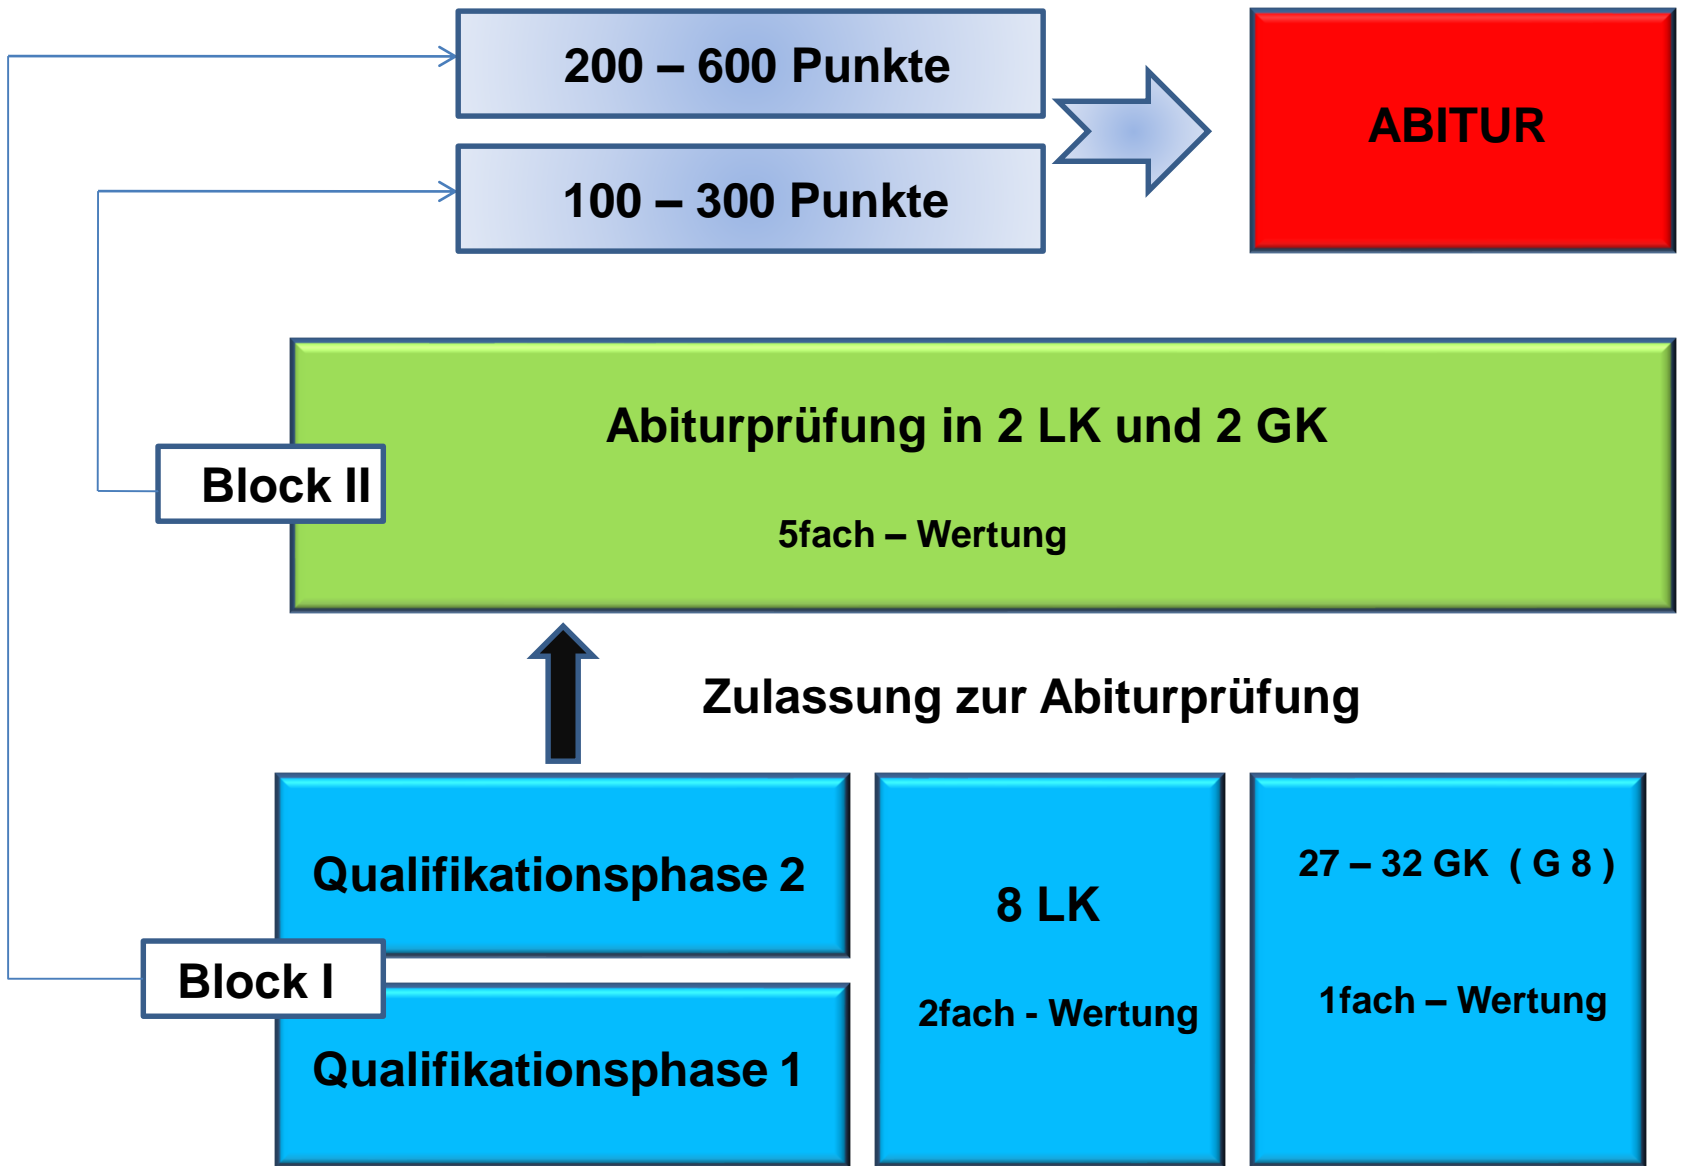 200 – 600 Punkte
ABITUR
100 – 300 Punkte
Abiturprüfung in 2 LK und 2 GK
Block II
5fach – Wertung
Zulassung zur Abiturprüfung
Qualifikationsphase 2
8 LK
27 – 32 GK ( G 8 )
Block I
2fach - Wertung
1fach – Wertung
Qualifikationsphase 1